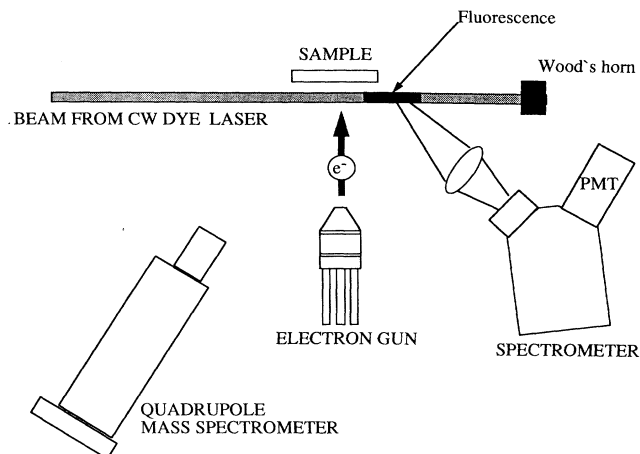 Fluorescence
SAMPLE
Wood`s horn
BEAM FROM CW DYE LASER
e-
PMT
ELECTRON GUN
SPECTROMETER
QUADRUPOLE
MASS SPECTROMETER